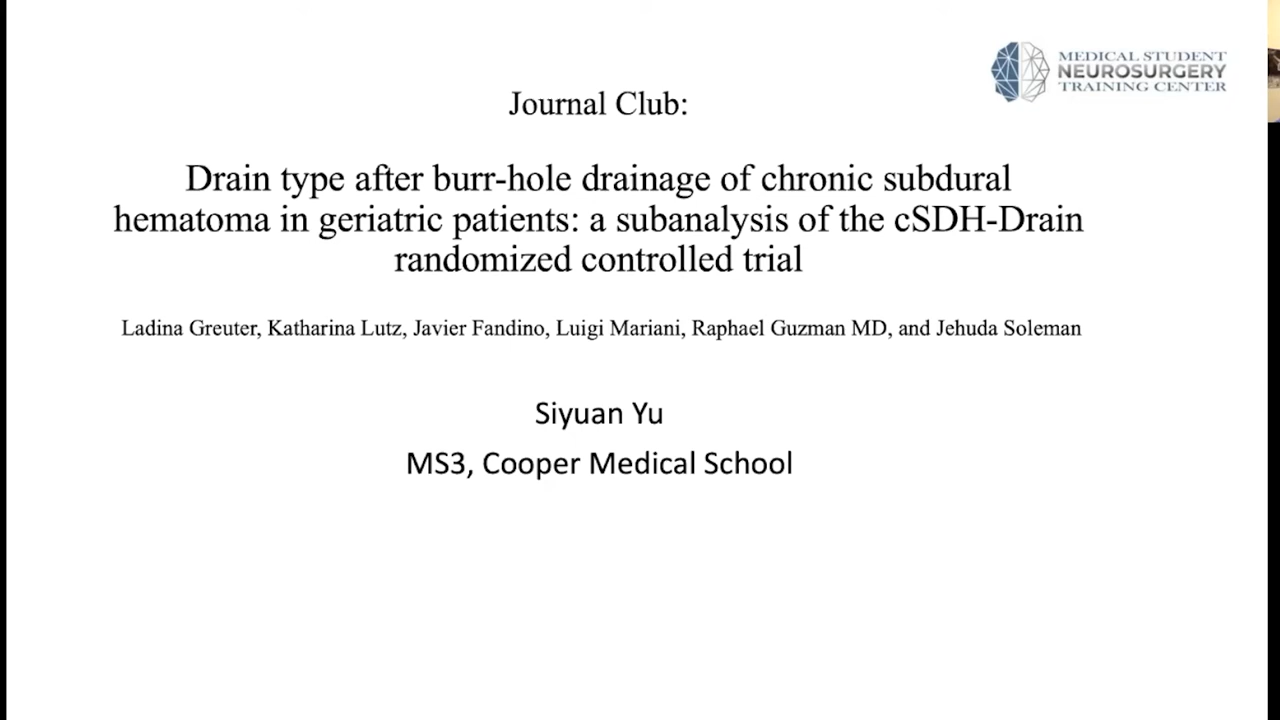 MEDICAL STUDENT
NEUROSURGERY
TRAINING CENTER
Journal Club:
Drain type after burr-hole drainage of chronic subdural
hematoma in geriatric patients: a subanalysis of the cSDH-Drain
randomized controlled trial
Ladina Greuter, Katharina Lutz, Javier Fandino, Luigi Mariani, Raphael Guzman MD, and Jehuda Soleman
Siyuan Yu
MS3, Cooper Medical School